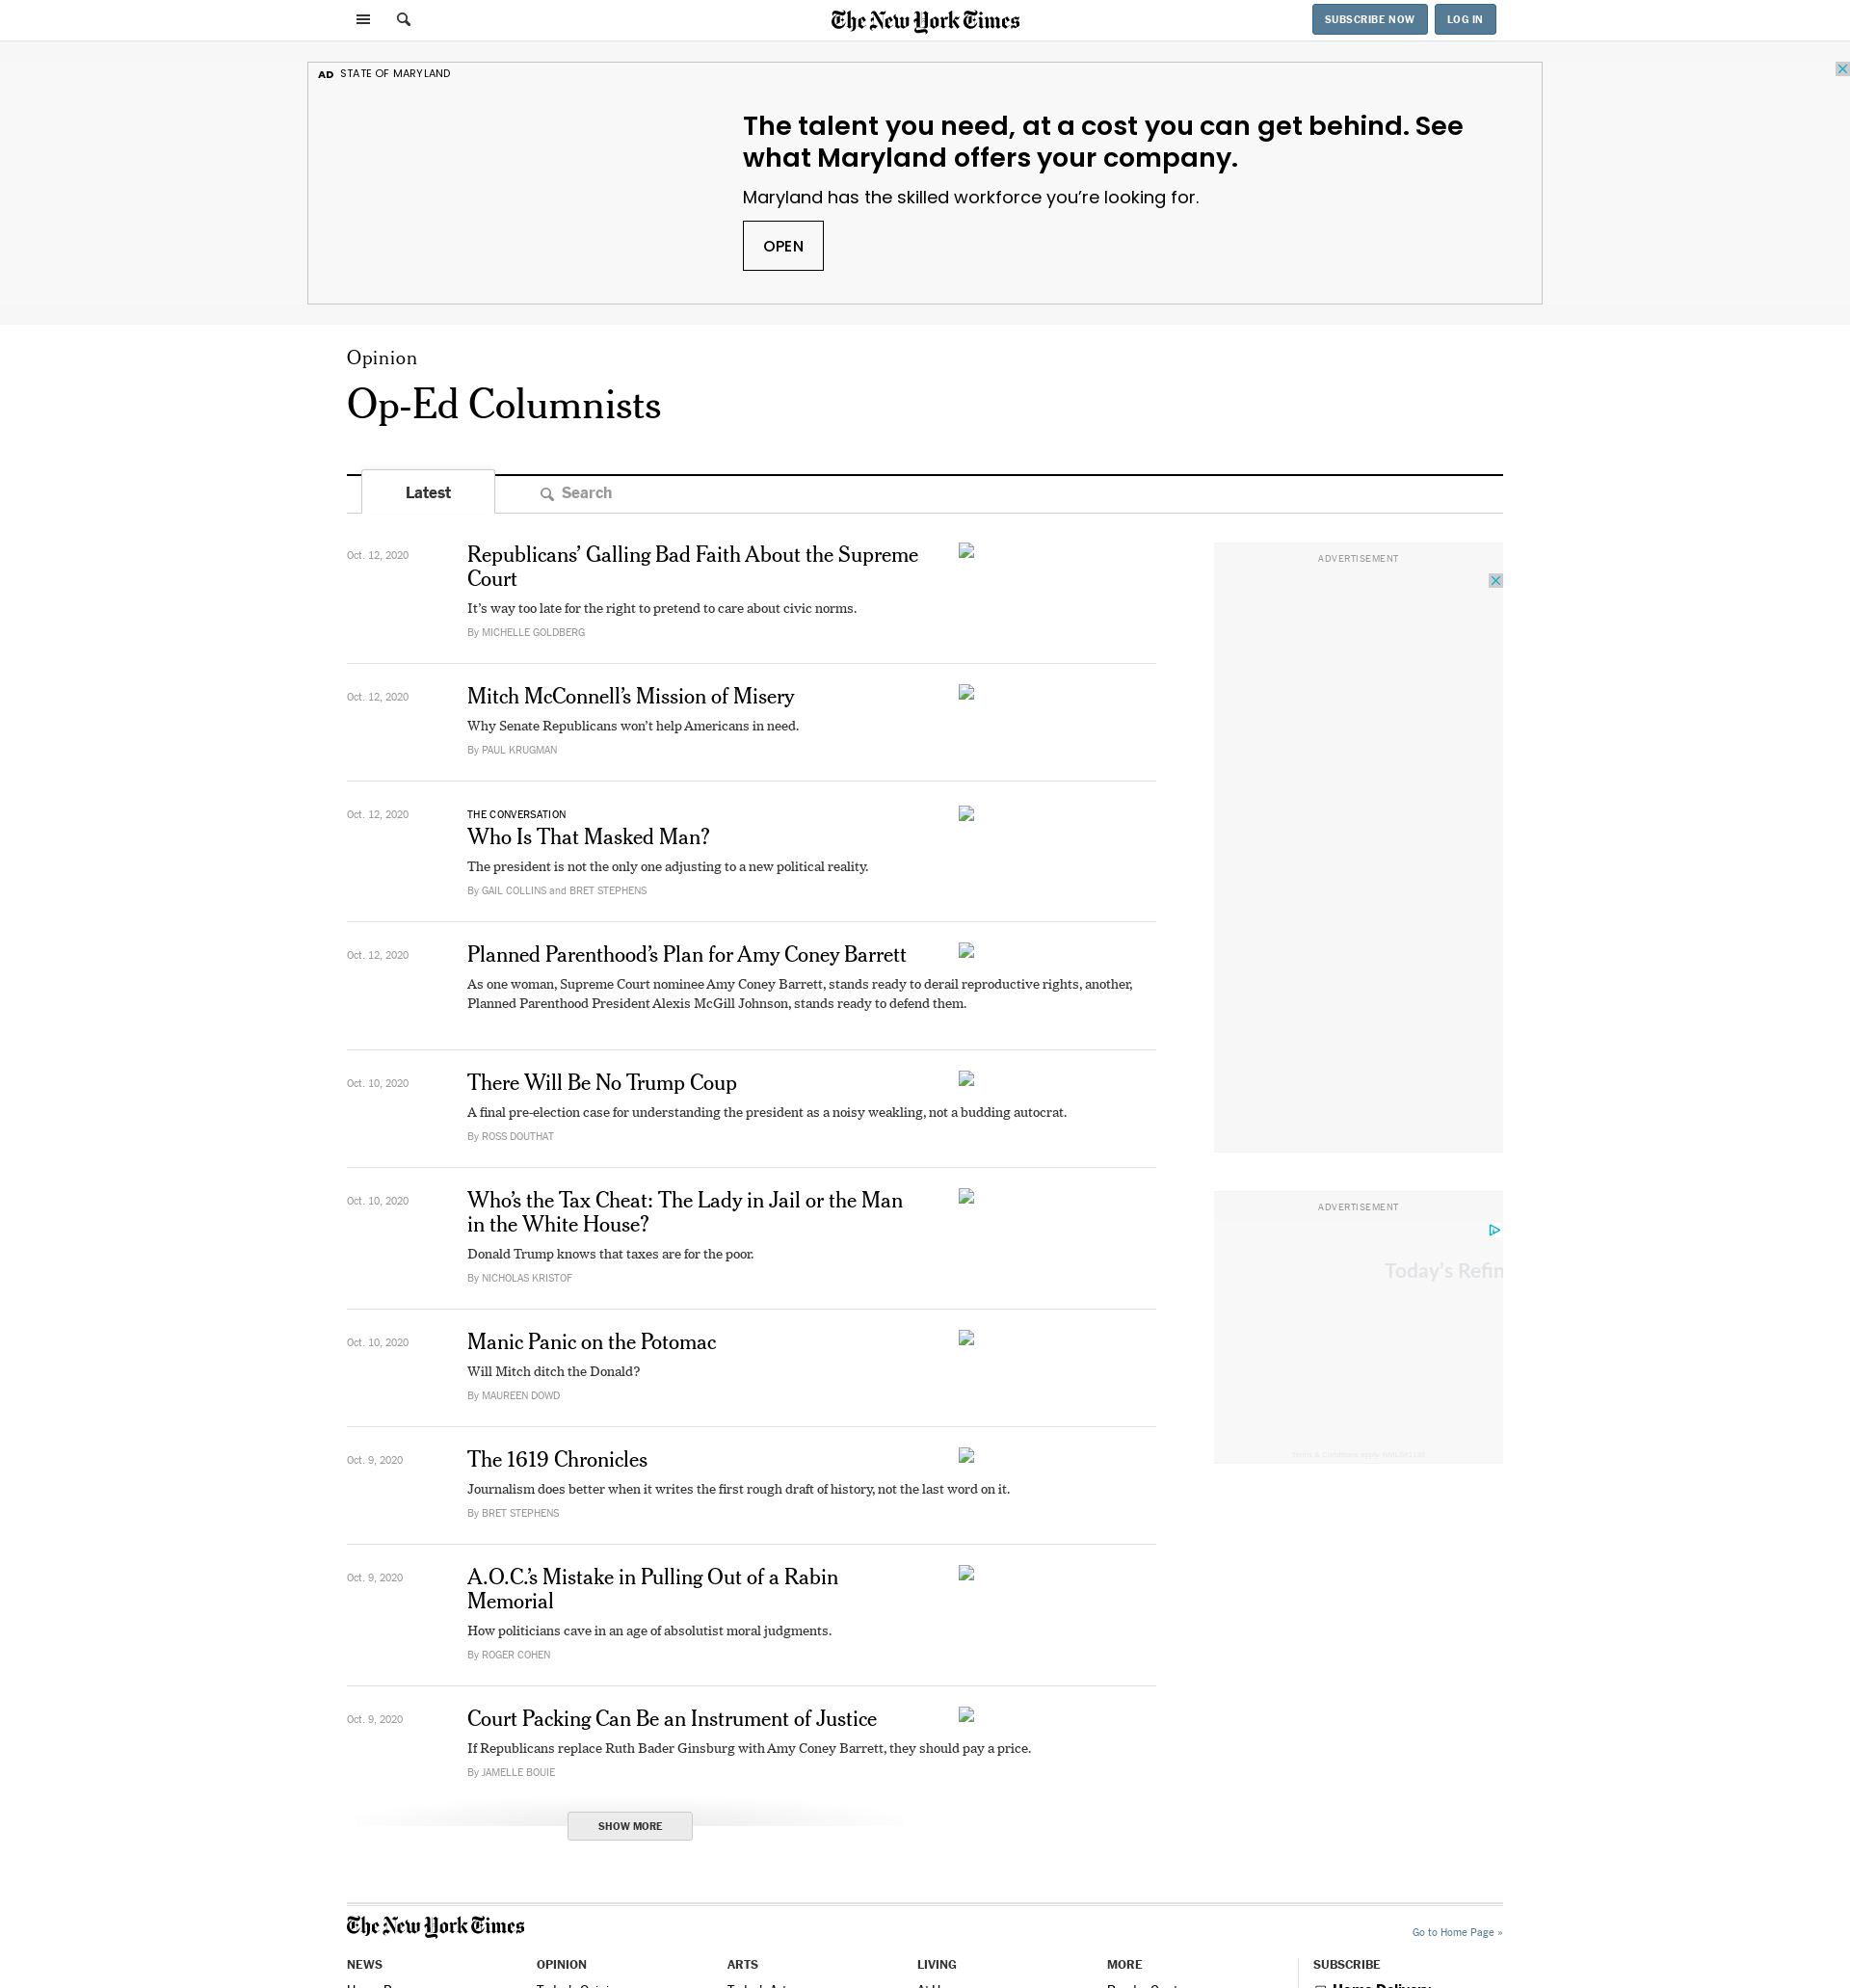 The New York Times
SUBSCRIBE NOW
LOG IN
AD STATE OF MARYLAND
The talent you need, at a cost you can get behind. See
what Maryland offers your company.
Maryland has the skilled workforce you’re looking for.
OPEN
Opinion
Op-Ed Columnists
Latest
Search
Oct. 12, 2020
Republicans’ Galling Bad Faith About the Supreme
Court
It’s way too late for the right to pretend to care about civic norms.
By MICHELLE GOLDBERG
Oct. 12, 2020
Mitch McConnell’s Mission of Misery
Why Senate Republicans won’t help Americans in need.
By PAUL KRUGMAN
Oct. 12, 2020
THE CONVERSATION
Who Is That Masked Man?
The president is not the only one adjusting to a new political reality.
By GAIL COLLINS and BRET STEPHENS
Oct. 12, 2020
Planned Parenthood’s Plan for Amy Coney Barrett
As one woman, Supreme Court nominee Amy Coney Barrett, stands ready to derail reproductive rights, another,
Planned Parenthood President Alexis McGill Johnson, stands ready to defend them.
Oct. 10, 2020
There Will Be No Trump Coup
A final pre-election case for understanding the president as a noisy weakling, not a budding autocrat.
By ROSS DOUTHAT
Oct. 10, 2020
Who’s the Tax Cheat: The Lady in Jail or the Man
in the White House?
Donald Trump knows that taxes are for the poor.
By NICHOLAS KRISTOF
Oct. 10, 2020
Manic Panic on the Potomac
Will Mitch ditch the Donald?
By MAUREEN DOWD
Oct. 9, 2020
The 1619 Chronicles
Journalism does better when it writes the first rough draft of history, not the last word on it.
By BRET STEPHENS
Oct. 9, 2020
A.O.C.’s Mistake in Pulling Out of a Rabin
Memorial
How politicians cave in an age of absolutist moral judgments.
By ROGER COHEN
Oct. 9, 2020
Court Packing Can Be an Instrument of Justice
If Republicans replace Ruth Bader Ginsburg with Amy Coney Barrett, they should pay a price.
By JAMELLE BOUIE
SHOW MORE
ADVERTISEMENT
ADVERTISEMENT
Today’s Refin
The New York Times
Go to Home Page »
NEWS
OPINION
ARTS
LIVING
MORE
SUBSCRIBE
Home Delivery